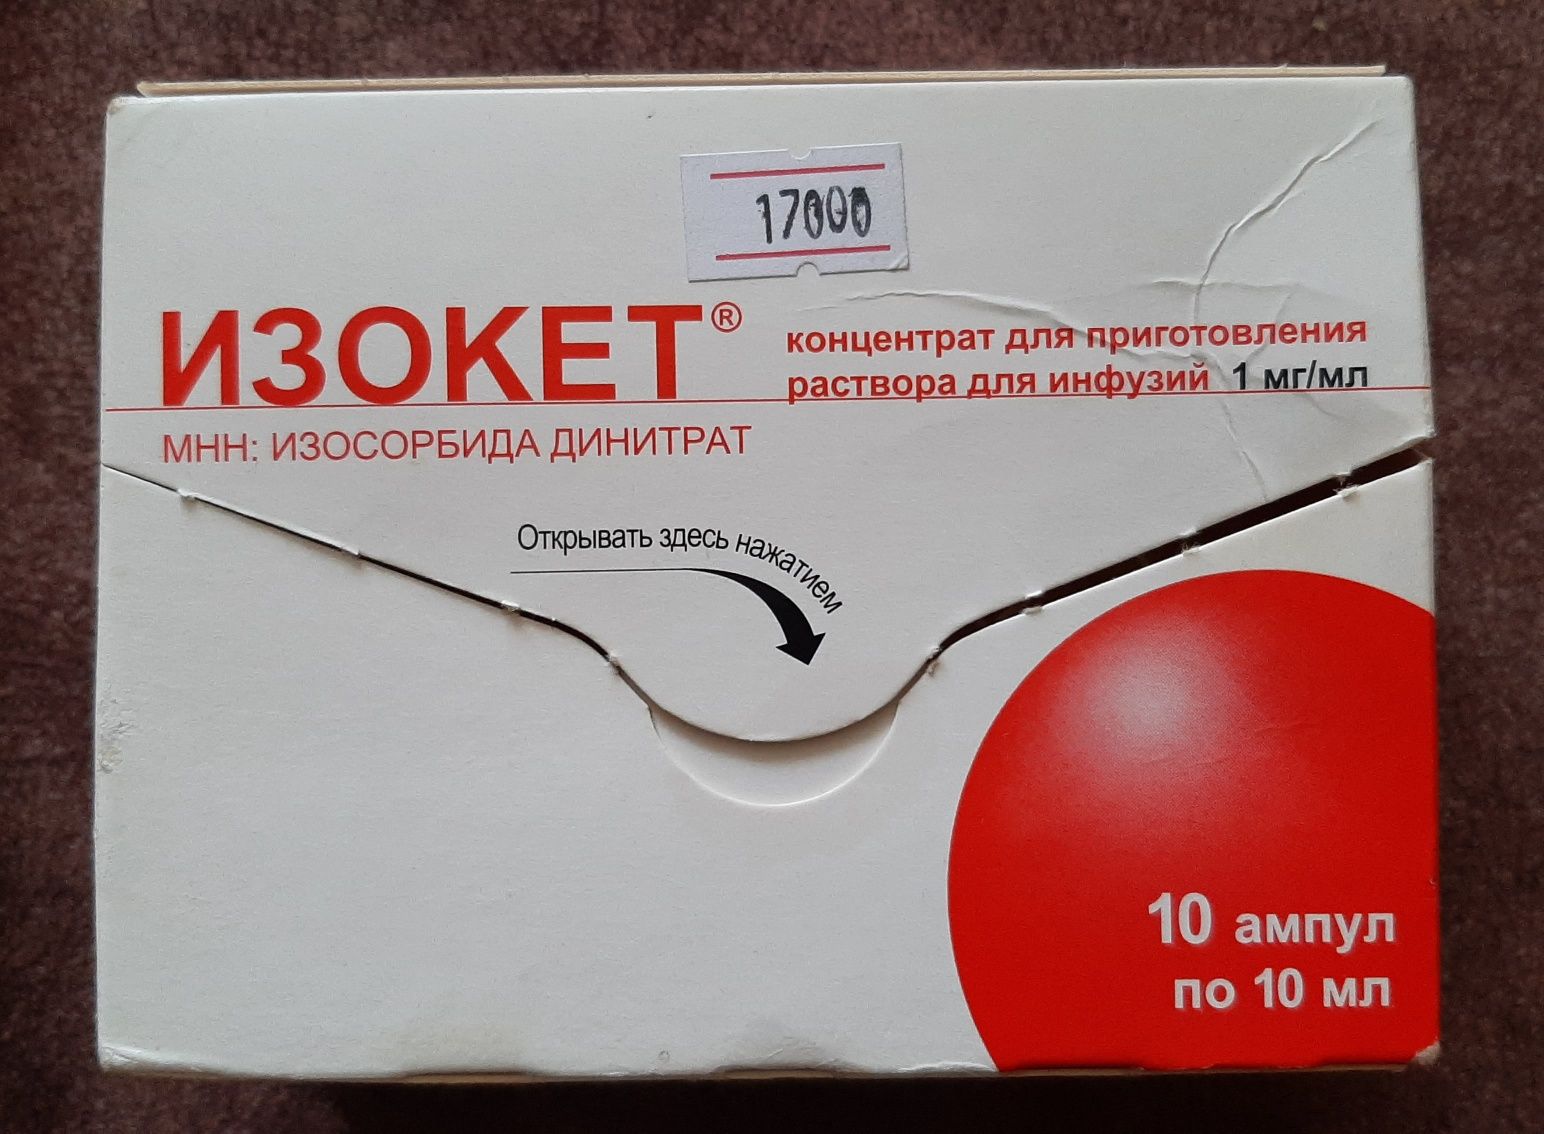 17000
ИЗОКЕТ®
концентрат для приготовления
раствора для инфузий 1 мг/мл
МНН: ИЗОСОРБИДА ДИНИТРАТ
Открывать здесь нажатием
10 ампул
по 10 мл